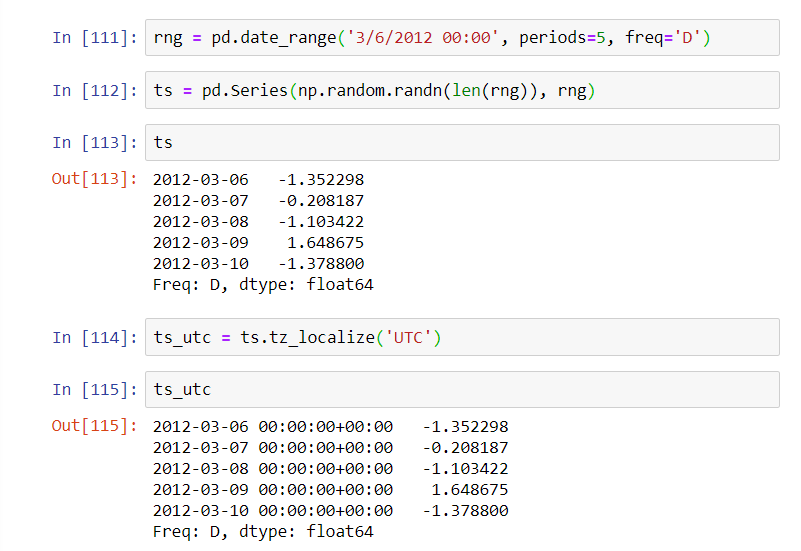 In [111]: rng = pd.date_range('3/6/2012 00:00', periods=5, freq='D')
In [112]: ts = pd.Series(np.random.randn(len(rng)), rng)
In [113]: ts
Out[113]: 2012-03-06   -1.352298
2012-03-07   -0.208187
2012-03-08   -1.103422
2012-03-09    1.648675
2012-03-10   -1.378800
Freq: D, dtype: float64
In [114]: ts_utc = ts.tz_localize('UTC')
In [115]: ts_utc
Out[115]: 2012-03-06 00:00:00+00:00   -1.352298
2012-03-07 00:00:00+00:00   -0.208187
2012-03-08 00:00:00+00:00   -1.103422
2012-03-09 00:00:00+00:00    1.648675
2012-03-10 00:00:00+00:00   -1.378800
Freq: D, dtype: float64